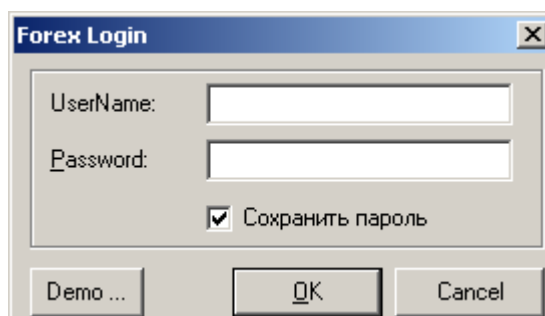 Forex Login
UserName:
Password:
Сохранить пароль
Demo ... OK Cancel